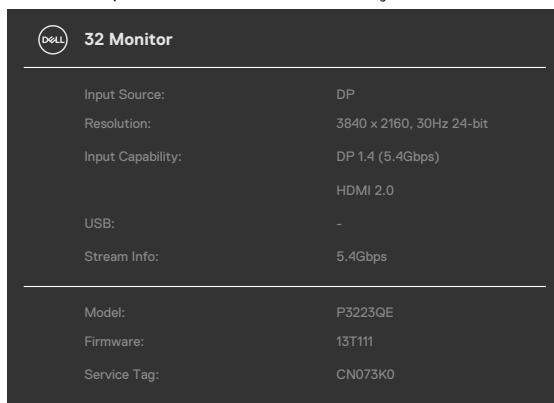 DELL 32 Monitor
Input Source: DP
Resolution: 3840 x 2160, 30Hz 24-bit
Input Capability: DP 1.4 (5.4Gbps)
HDMI 2.0
USB: -
Stream Info: 5.4Gbps
Model: P3223QE
Firmware: 13T111
Service Tag: CN073K0